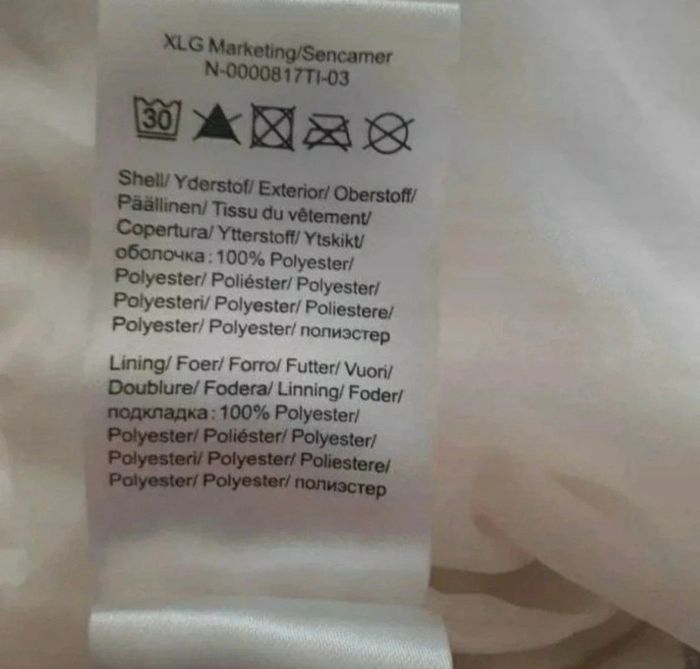 XLG Marketing/Sencamer
N-0000817TI-03
30
Shell/ Yderstof/ Exterior/ Oberstoff/
Päällinen/ Tissu du vêtement/
Copertura/ Ytterstoff/ Ytskikt/
оболочка : 100% Polyester/
Polyester/ Poliéster/ Polyester/
Polyesteri/ Polyester/ Poliestere/
Polyester/ Polyester/ полиэстер
Lining/ Foer/ Forro/ Futter/ Vuori/
Doublure/ Fodera/ Linning/ Foder/
подкладка : 100% Polyester/
Polyester/ Poliéster/ Polyester/
Polyesteri/ Polyester/ Poliestere/
Polyester/ Polyester/ полиэстер